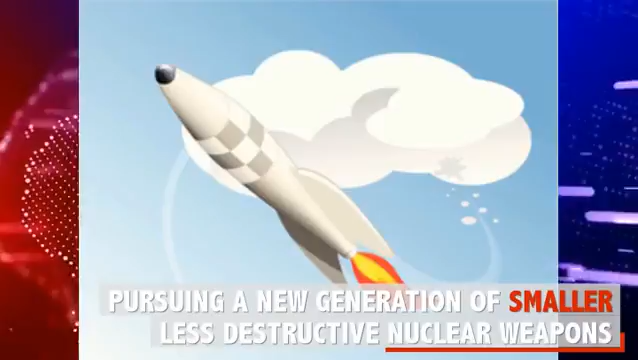 PURSUING A NEW GENERATION OF SMALLER
LESS DESTRUCTIVE NUCLEAR WEAPONS